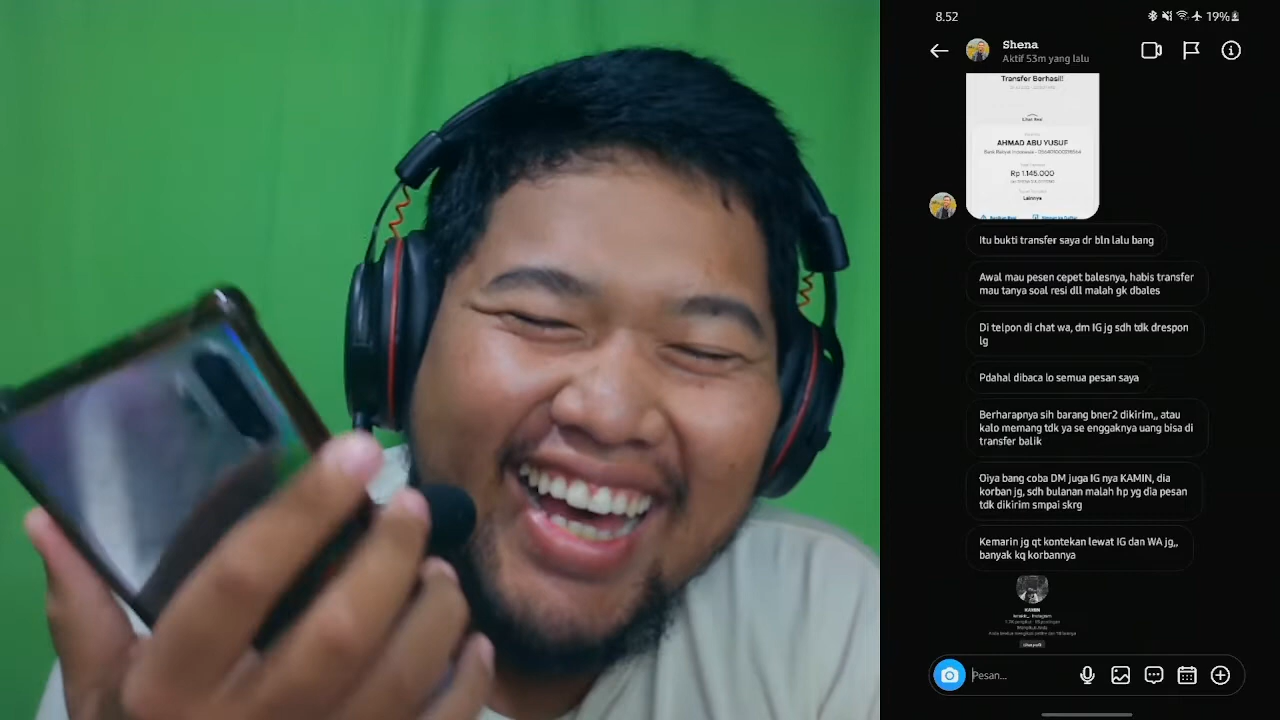 8.52
19%
Shena
Aktif 53m yang lalu
Transfer Berhasil!
AHMAD ABU YUSUF
Rp 1.145.000
Lainnya
Itu bukti transfer saya dr bln lalu bang
Awal mau pesen cepet balesnya, habis transfer
mau tanya soal resi dll malah gk dbales
Di telpon di chat wa, dm IG jg sdh tdk drespon
lg
Pdahal dibaca lo semua pesan saya
Berharapnya sih barang bner2 dikirim,, atau
kalo memang tdk ya se enggaknya uang bisa di
transfer balik
Oiya bang coba DM juga IG nya KAMIN, dia
korban jg, sdh bulanan malah hp yg dia pesan
tdk dikirim smpai skrg
Kemarin jg qt kontekan lewat IG dan WA jg,,
banyak kq korbannya
KAMIN
Pesan...